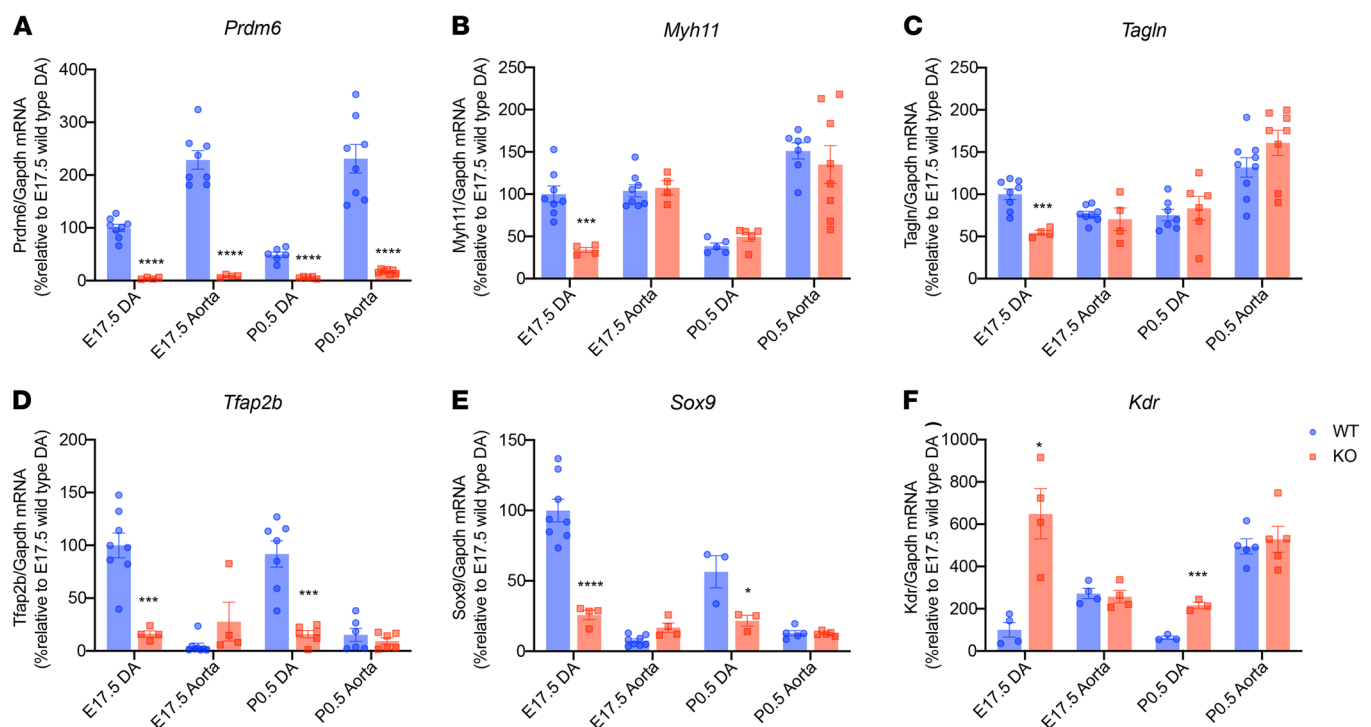 A
Prdm6
Prdm6/Gapdh mRNA
(%relative to E17.5 wild type DA)
400
300
200
100
0
****
****
****
****
E17.5 DA
E17.5 Aorta
P0.5 DA
P0.5 Aorta
B
Myh11
Myh11/Gapdh mRNA
(%relative to E17.5 wild type DA)
250
200
150
100
50
0
***
E17.5 DA
E17.5 Aorta
P0.5 DA
P0.5 Aorta
C
Tagln
Tagln/Gapdh mRNA
(%relative to E17.5 wild type DA)
250
200
150
100
50
0
***
E17.5 DA
E17.5 Aorta
P0.5 DA
P0.5 Aorta
D
Tfap2b
Tfap2b/Gapdh mRNA
(%relative to E17.5 wild type DA)
200
150
100
50
0
***
***
E17.5 DA
E17.5 Aorta
P0.5 DA
P0.5 Aorta
E
Sox9
Sox9/Gapdh mRNA
(%relative to E17.5 wild type DA)
150
100
50
0
****
*
E17.5 DA
E17.5 Aorta
P0.5 DA
P0.5 Aorta
F
Kdr
Kdr/Gapdh mRNA
(%relative to E17.5 wild type DA )
1000
800
600
400
200
0
*
***
E17.5 DA
E17.5 Aorta
P0.5 DA
P0.5 Aorta
WT
KO